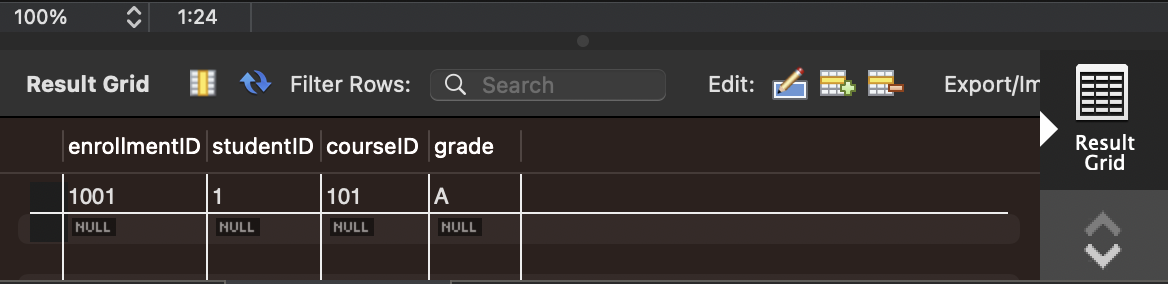 100% 1:24
Result Grid Filter Rows: Search Edit: Export/Im
Result
Grid
enrollmentID studentID courseID grade
1001 1 101 A
NULL NULL NULL NULL